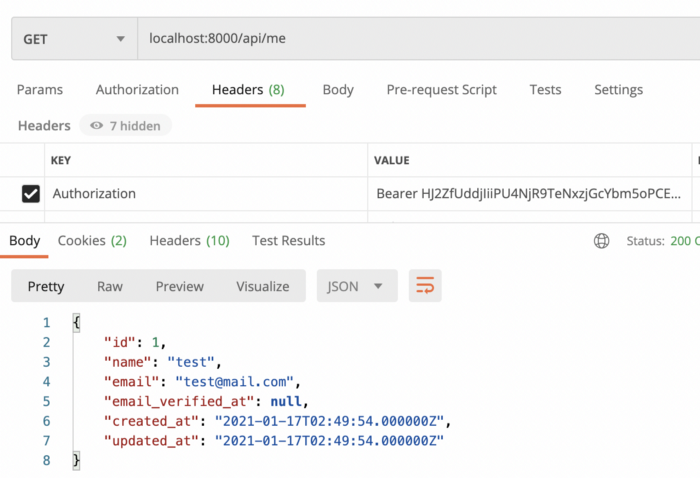 GET localhost:8000/api/me
Params Authorization Headers (8) Body Pre-request Script Tests Settings
Headers 7 hidden
KEY VALUE
Authorization Bearer HJ2ZfUddjIiiPU4NjR9TeNxzjGcYbm5oPCE...
Body Cookies (2) Headers (10) Test Results Status: 200 O
Pretty Raw Preview Visualize JSON
1 {
2 "id": 1,
3 "name": "test",
4 "email": "test@mail.com",
5 "email_verified_at": null,
6 "created_at": "2021-01-17T02:49:54.000000Z",
7 "updated_at": "2021-01-17T02:49:54.000000Z"
8 }